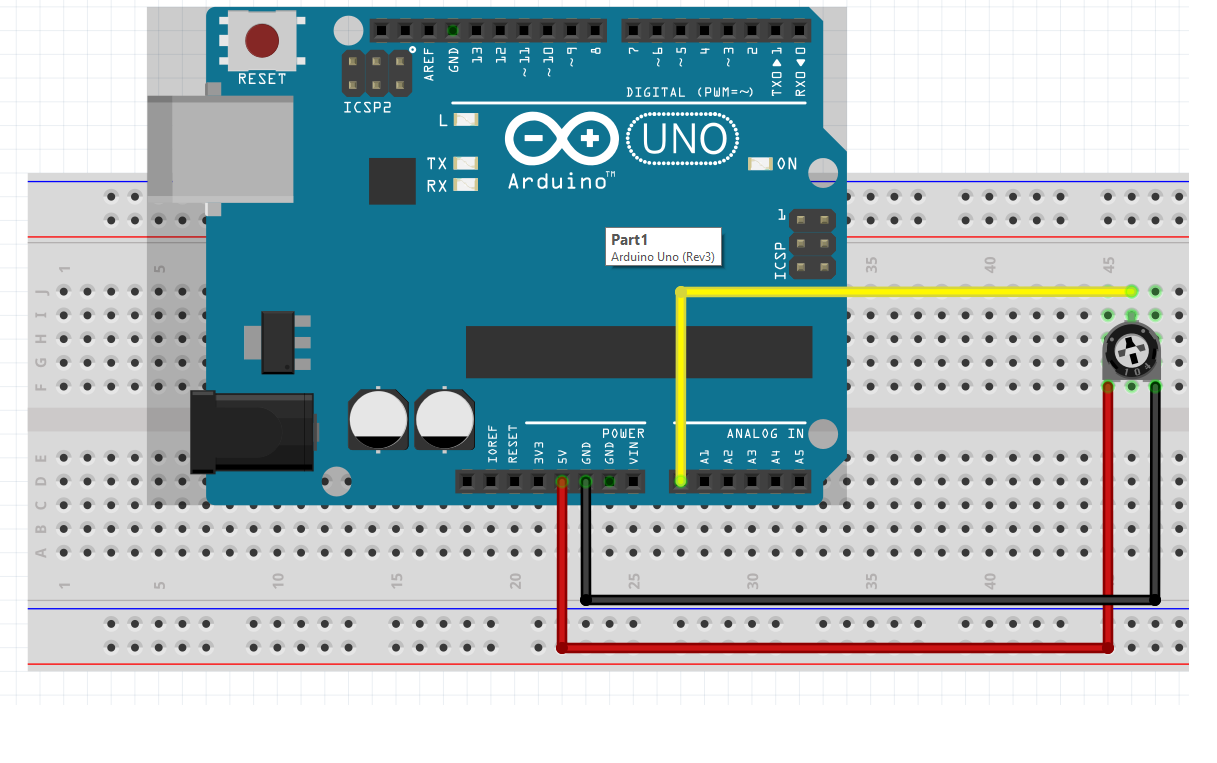 RESET
ICSP2
AREF
GND
13
12
~11
~10
~9
8
7
~6
~5
4
~3
2
TX0▶1
RX0◀0
DIGITAL (PWM=~)
L
TX
RX
UNO
Arduino™
ON
1
ICSP
Part1
Arduino Uno (Rev3)
1 5 35 40 45
J
I
H
G
F
104
POWER
ANALOG IN
IOREF
RESET
3V3
5V
GND
GND
VIN
A1
A2
A3
A4
A5
E
D
C
B
A
1 5 10 15 20 25 30 35 40